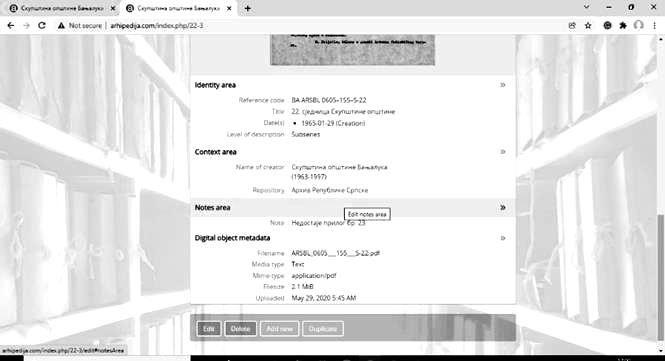 Скупштина општине Бањалуки
Скупштина општине Бањалуки
Not secure
arhipedija.com/index.php/22-3
Identity area
Reference code BA ARSBL 0605-155-S-22
Title 22. сједница Скупштине општине
Date(s) • 1965-01-29 (Creation)
Level of description Subseries
Context area
Name of creator Скупштина општине Бањалука
(1963-1997)
Repository Архив Републике Српске
Notes area
Edit notes area
Note Недостаје прилог бр. 23.
Digital object metadata
Filename ARSBL_0605___155___S-22-pdf
Media type Text
Mime type application/pdf
Filesize 2.1 MiB
Uploaded May 29, 2020 5:45 AM
Edit Delete Add new Duplicate
arhipedija.com/index.php/22-3/edit#notesArea